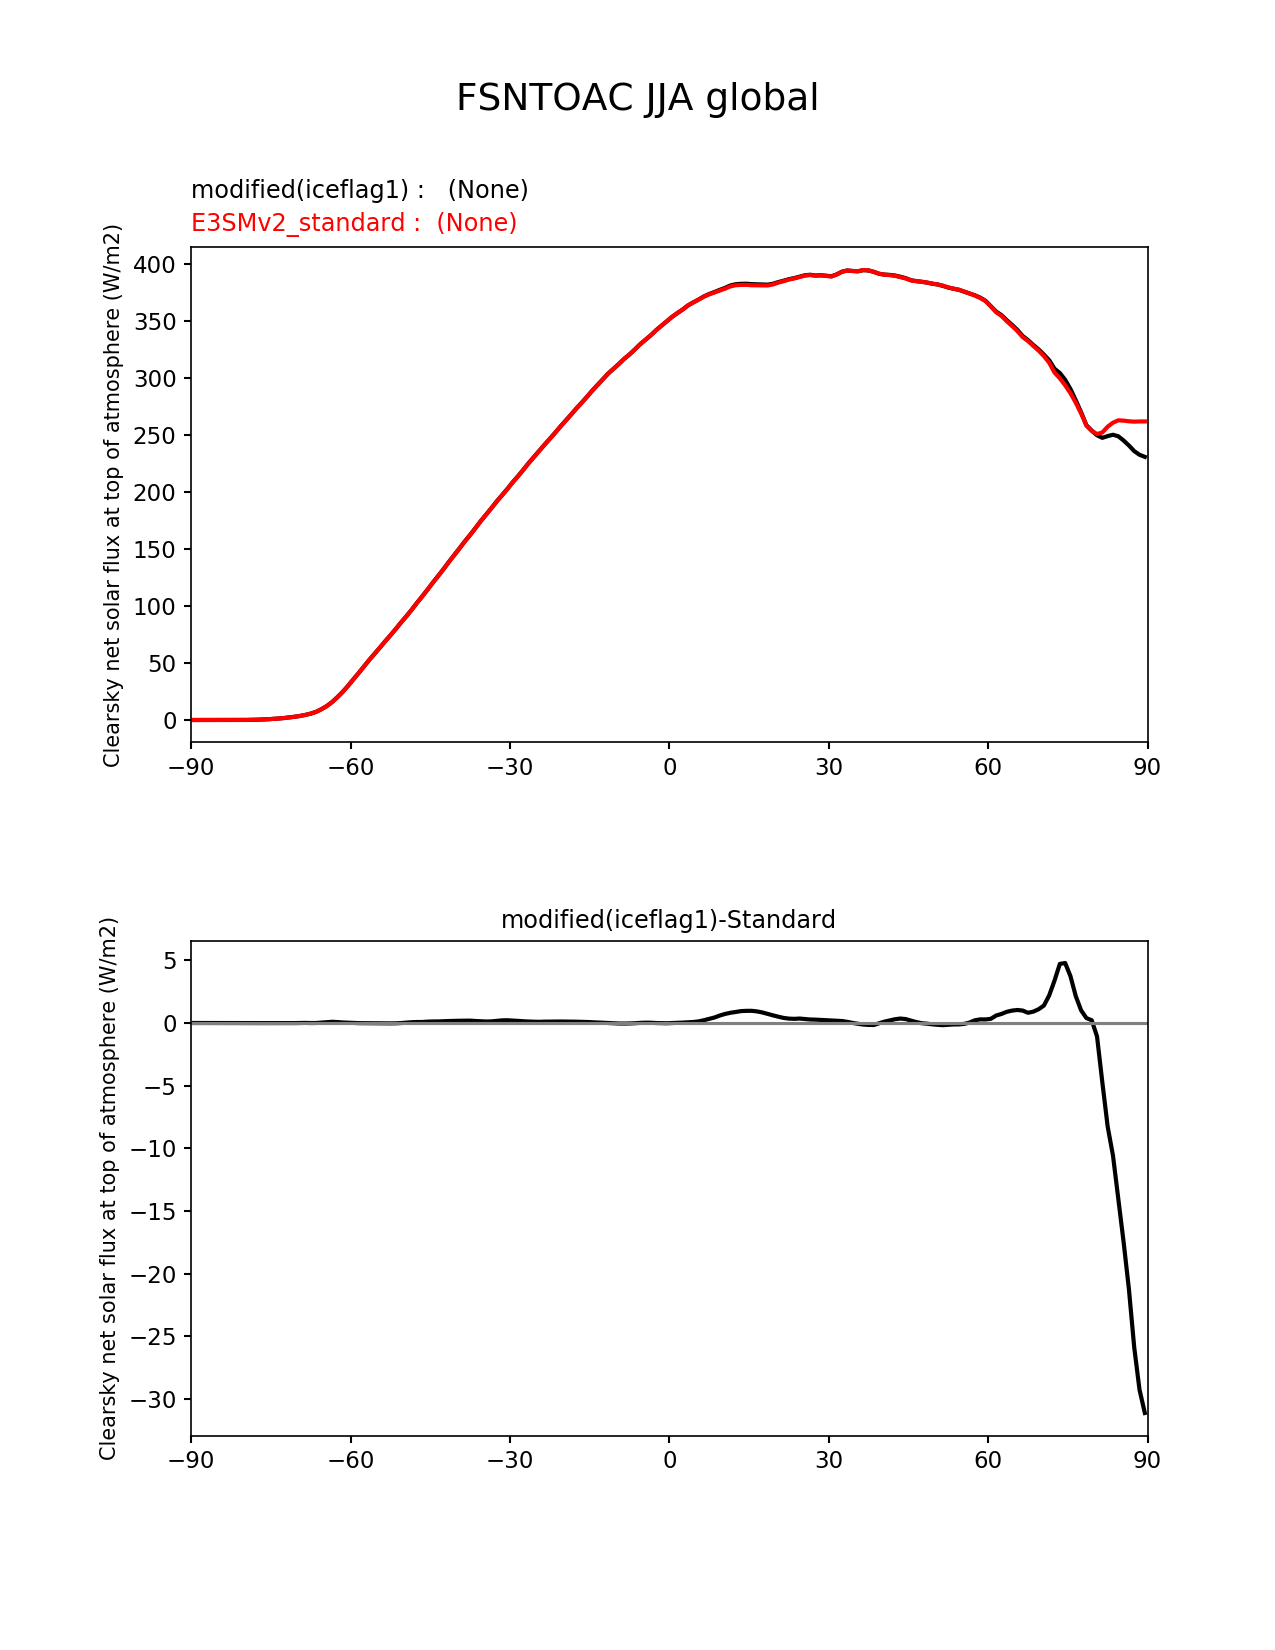 FSNTOAC JJA global
modified(iceflag1) :   (None)
E3SMv2_standard :  (None)
Clearsky net solar flux at top of atmosphere (W/m2)
400
350
300
250
200
150
100
50
0
−90 −60 −30 0 30 60 90
modified(iceflag1)-Standard
Clearsky net solar flux at top of atmosphere (W/m2)
5
0
−5
−10
−15
−20
−25
−30
−90 −60 −30 0 30 60 90